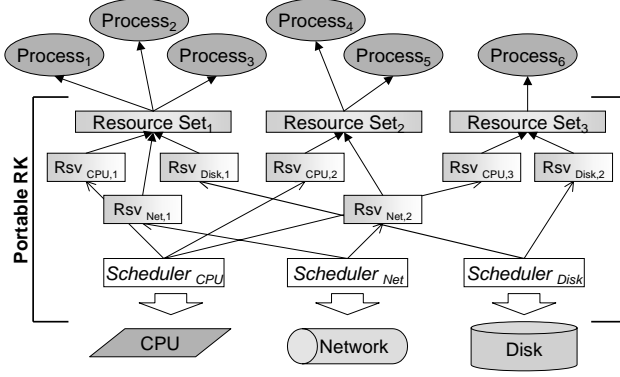 Process2
Process4
Process1
Process3
Process5
Process6
Resource Set1
Resource Set2
Resource Set3
Portable RK
Rsv CPU,1
Rsv Disk,1
Rsv CPU,2
Rsv CPU,3
Rsv Disk,2
Rsv Net,1
Rsv Net,2
Scheduler CPU
Scheduler Net
Scheduler Disk
CPU
Network
Disk